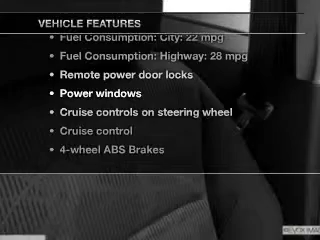 VEHICLE FEATURES
• Fuel Consumption: City: 22 mpg
• Fuel Consumption: Highway: 28 mpg
• Remote power door locks
• Power windows
• Cruise controls on steering wheel
• Cruise control
• 4-wheel ABS Brakes